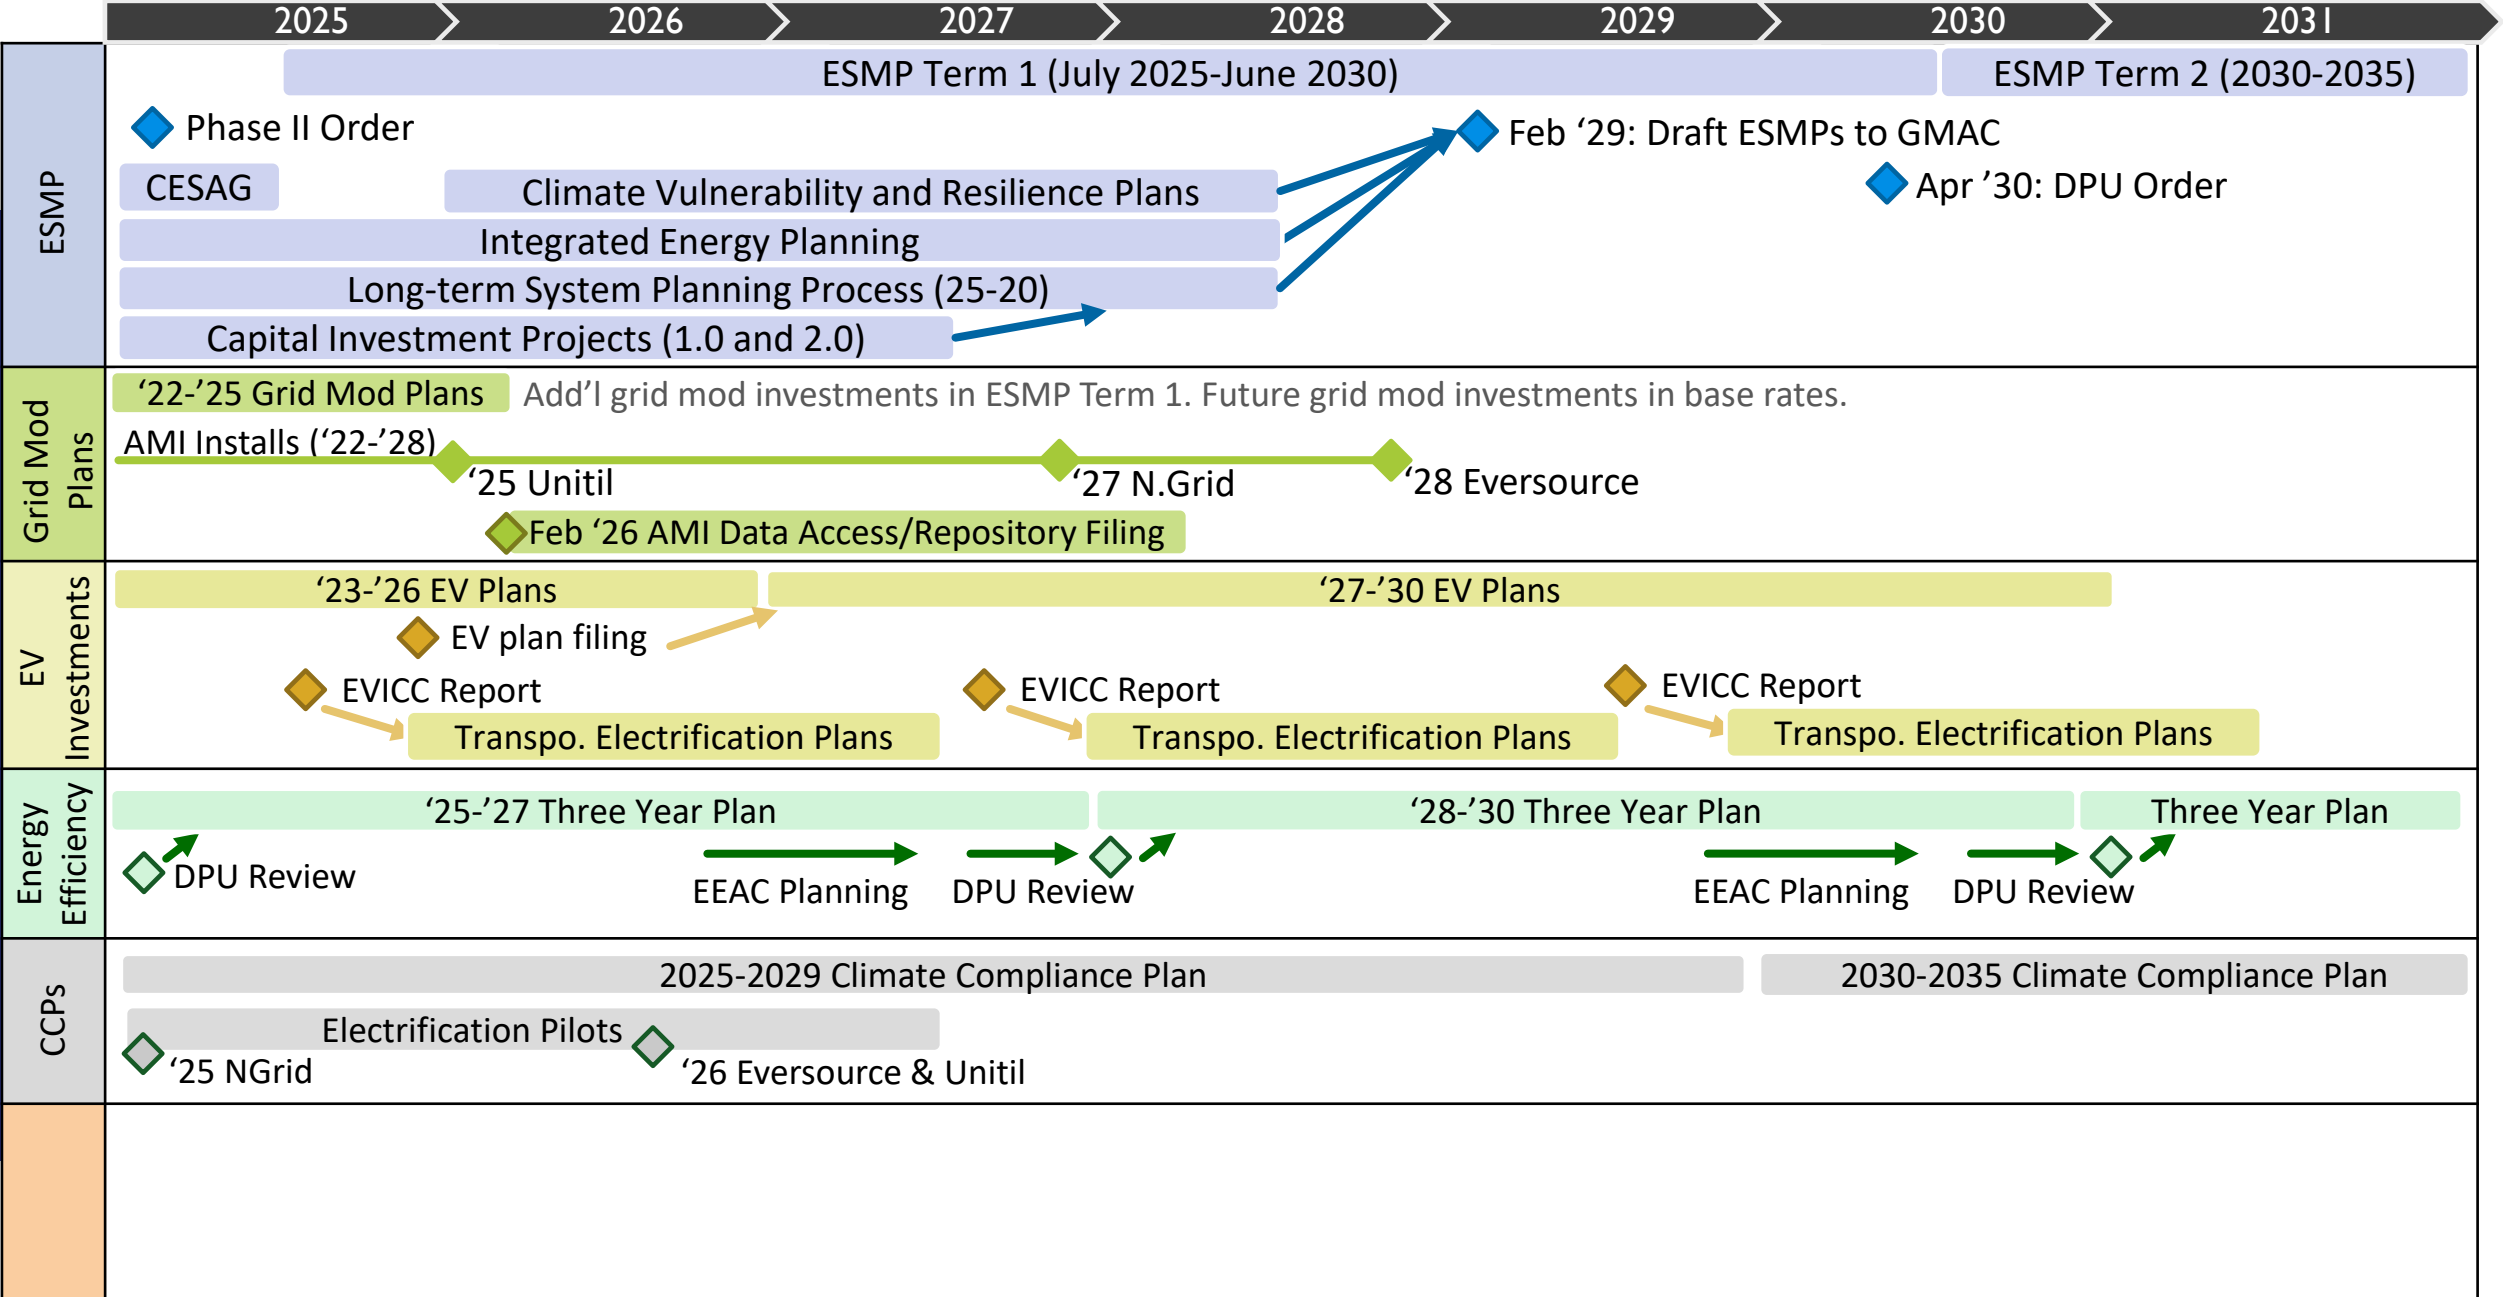 2025 2026 2027 2028 2029 2030 2031
ESMP
ESMP Term 1 (July 2025-June 2030)
ESMP Term 2 (2030-2035)
Phase II Order
Feb ‘29: Draft ESMPs to GMAC
CESAG
Climate Vulnerability and Resilience Plans
Apr ’30: DPU Order
Integrated Energy Planning
Long-term System Planning Process (25-20)
Capital Investment Projects (1.0 and 2.0)
Grid Mod
Plans
‘22-’25 Grid Mod Plans
Add’l grid mod investments in ESMP Term 1. Future grid mod investments in base rates.
AMI Installs (‘22-’28)
‘25 Unitil
‘27 N.Grid
‘28 Eversource
Feb ‘26 AMI Data Access/Repository Filing
EV
Investments
‘23-’26 EV Plans
‘27-’30 EV Plans
EV plan filing
EVICC Report
EVICC Report
EVICC Report
Transpo. Electrification Plans
Transpo. Electrification Plans
Transpo. Electrification Plans
Energy
Efficiency
‘25-’27 Three Year Plan
‘28-’30 Three Year Plan
Three Year Plan
DPU Review
EEAC Planning
DPU Review
EEAC Planning
DPU Review
CCPs
2025-2029 Climate Compliance Plan
2030-2035 Climate Compliance Plan
Electrification Pilots
‘25 NGrid
‘26 Eversource & Unitil